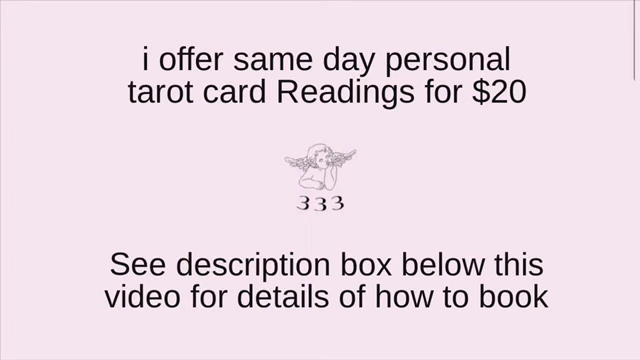 i offer same day personal
tarot card Readings for $20
333
See description box below this
video for details of how to book